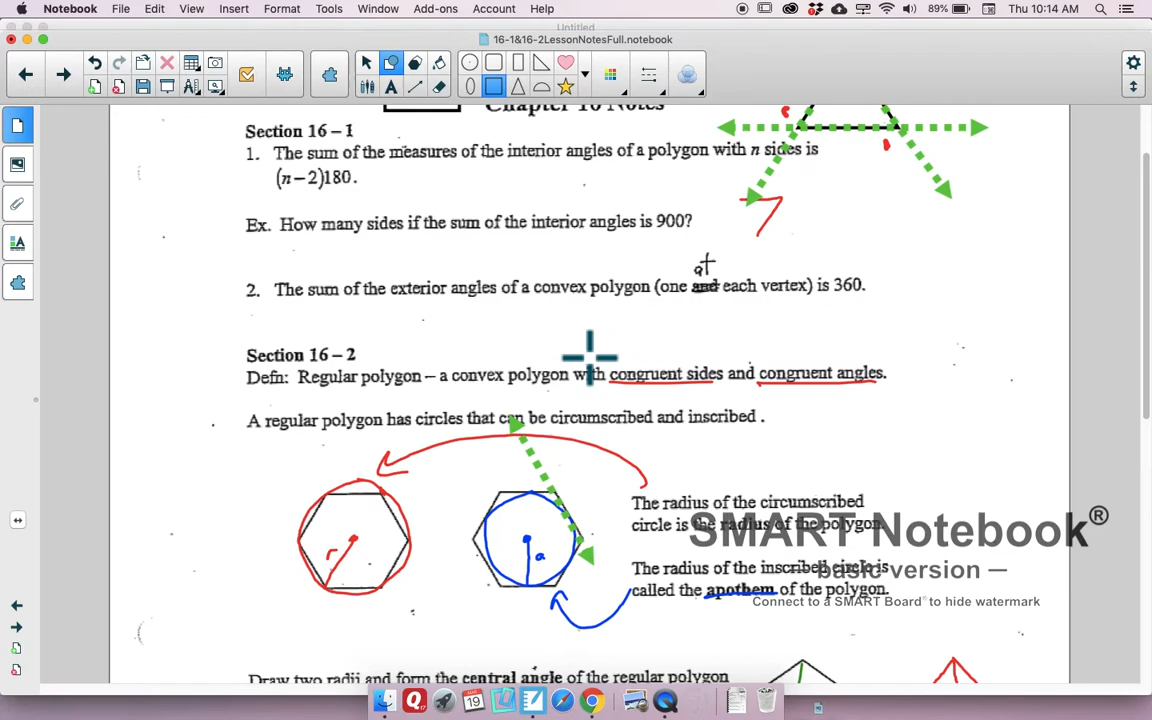 Notebook File Edit View Insert Format Tools Window Add-ons Account Help 89% Thu 10:14 AM
Untitled
16-1&16-2LessonNotesFull.notebook
Chapter 16 Notes
Section 16 – 1
1. The sum of the measures of the interior angles of a polygon with n sides is
(n – 2)180.
Ex. How many sides if the sum of the interior angles is 900?
7
at
2. The sum of the exterior angles of a convex polygon (one and each vertex) is 360.
Section 16 – 2
Defn: Regular polygon – a convex polygon with congruent sides and congruent angles.
A regular polygon has circles that can be circumscribed and inscribed .
The radius of the circumscribed
circle is the radius of the polygon.
r
a
The radius of the inscribed circle is
called the apothem of the polygon.
SMART Notebook®
— basic version —
Connect to a SMART Board® to hide watermark
Draw two radii and form the central angle of the regular polygon
19